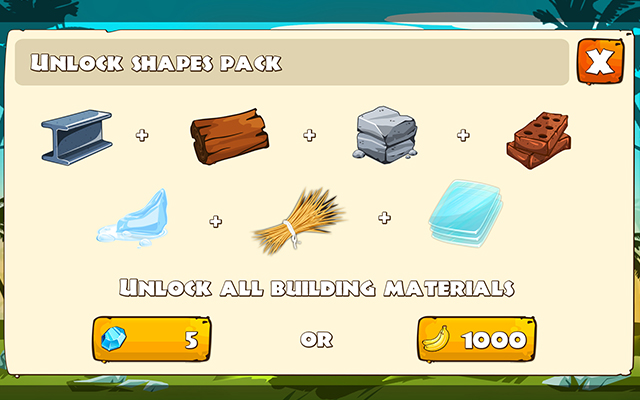 UNLOCK SHAPES PACK
X
+ + +
+ +
UNLOCK ALL BUILDING MATERIALS
5 OR 1000